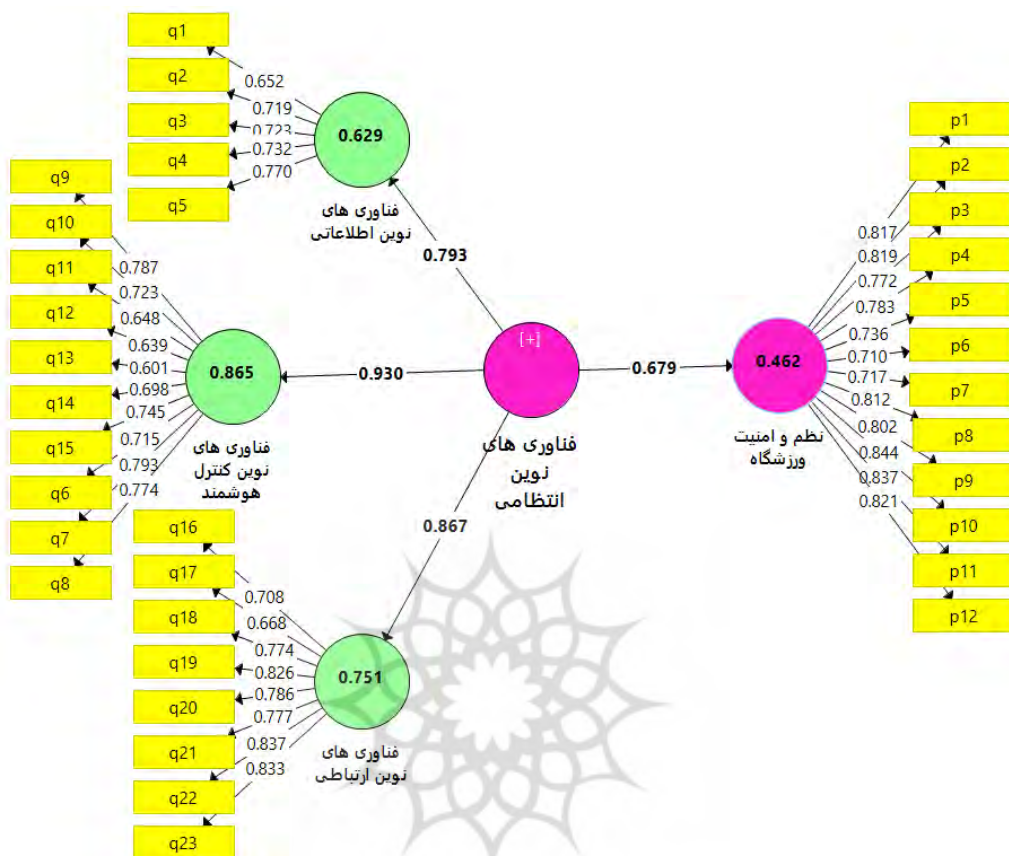 q1
q2
q3
q4
q5
0.652
0.719
0.723
0.732
0.770
0.629
فناوری های
نوین اطلاعاتی
0.793
q9
q10
q11
q12
q13
q14
q15
q6
q7
q8
0.787
0.723
0.648
0.639
0.601
0.698
0.745
0.715
0.793
0.774
0.865
فناوری های
نوین کنترل
هوشمند
0.930
[+]
فناوری های
نوین
انتظامی
0.679
0.462
نظم و امنیت
ورزشگاه
0.817
0.819
0.772
0.783
0.736
0.710
0.717
0.812
0.802
0.844
0.837
0.821
p1
p2
p3
p4
p5
p6
p7
p8
p9
p10
p11
p12
0.867
q16
q17
q18
q19
q20
q21
q22
q23
0.708
0.668
0.774
0.826
0.786
0.777
0.837
0.833
0.751
فناوری های
نوین ارتباطی